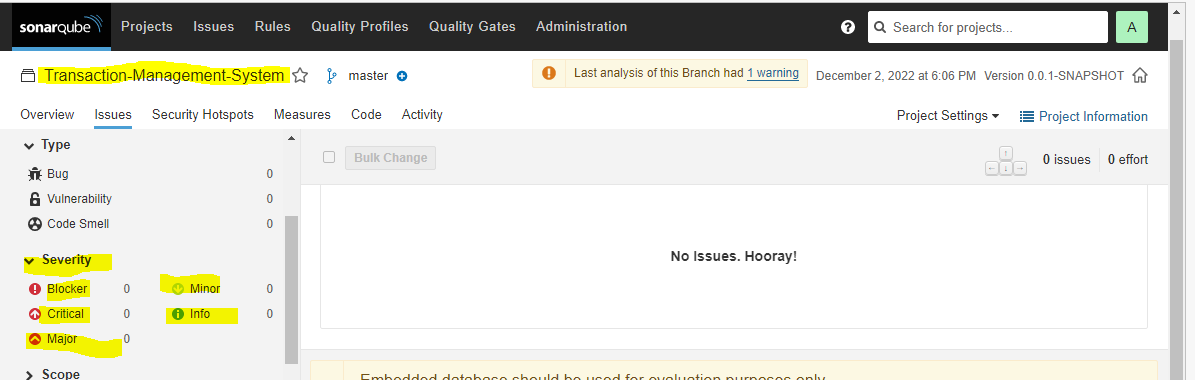 sonarqube Projects Issues Rules Quality Profiles Quality Gates Administration ? Search for projects... A
Transaction-Management-System master Last analysis of this Branch had 1 warning December 2, 2022 at 6:06 PM Version 0.0.1-SNAPSHOT
Overview Issues Security Hotspots Measures Code Activity Project Settings Project Information
Type
Bulk Change 0 issues 0 effort
Bug 0
Vulnerability 0
Code Smell 0
No Issues. Hooray!
Severity
Blocker 0 Minor 0
Critical 0 Info 0
Major 0
Scope
Embedded database should be used for evaluation purposes only